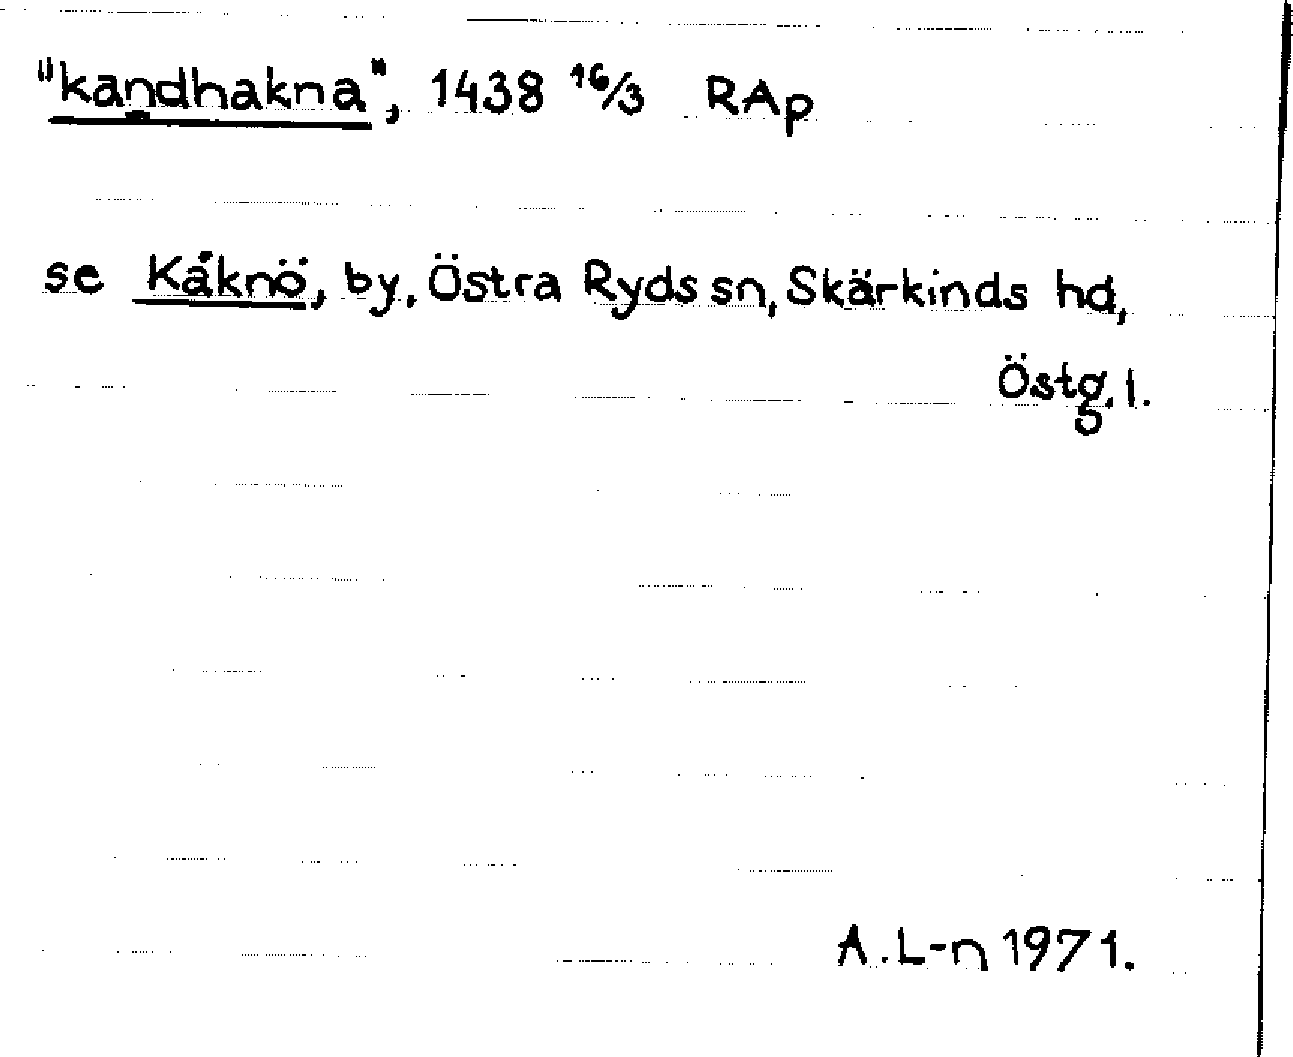 "kandhakna", 1438 16/3 RAp
se Kåknö, by, Östra Ryds sn, Skärkinds hd,
Östg. l.
A. L-n 1971.